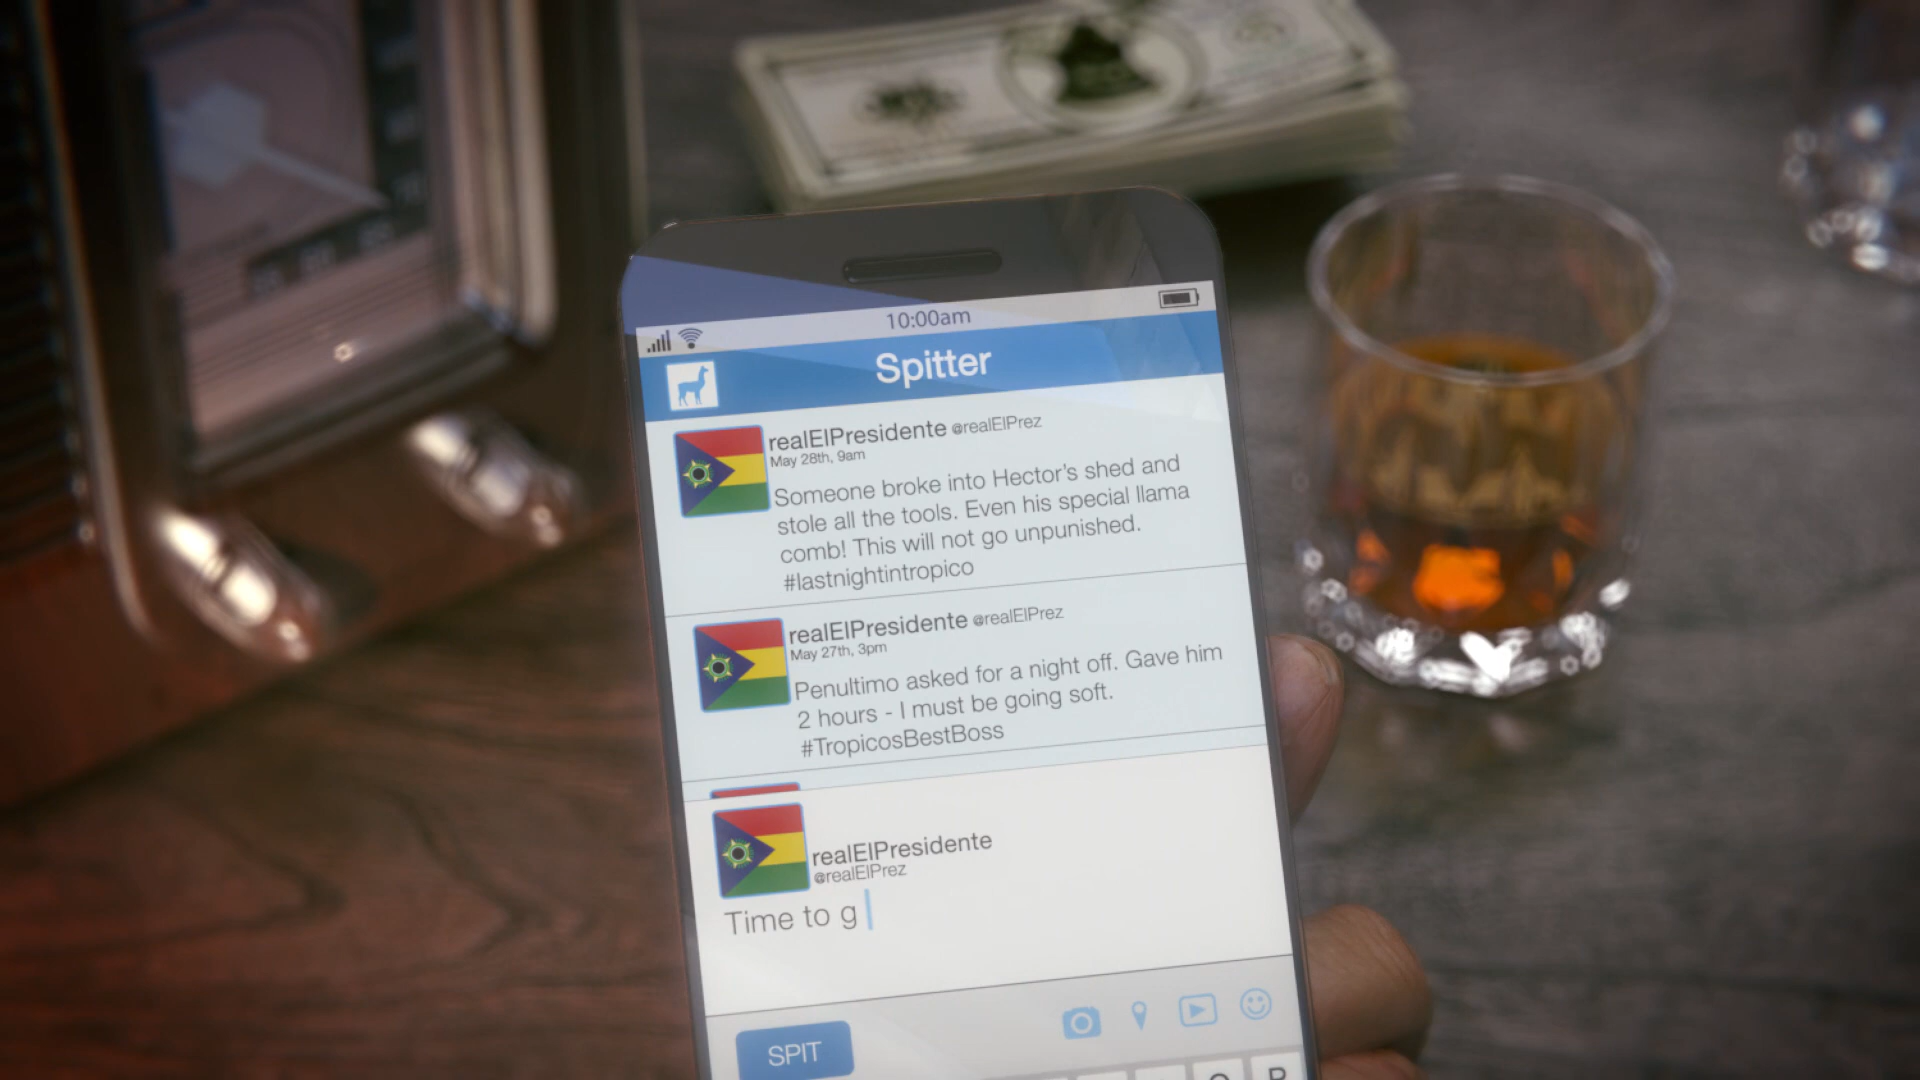 10:00am
Spitter
realElPresidente @realElPrez
May 28th, 9am
Someone broke into Hector's shed and
stole all the tools. Even his special llama
comb! This will not go unpunished.
#lastnightintropico
realElPresidente @realElPrez
May 27th, 3pm
Penultimo asked for a night off. Gave him
2 hours - I must be going soft.
#TropicosBestBoss
realElPresidente
@realElPrez
Time to g
SPIT
O P